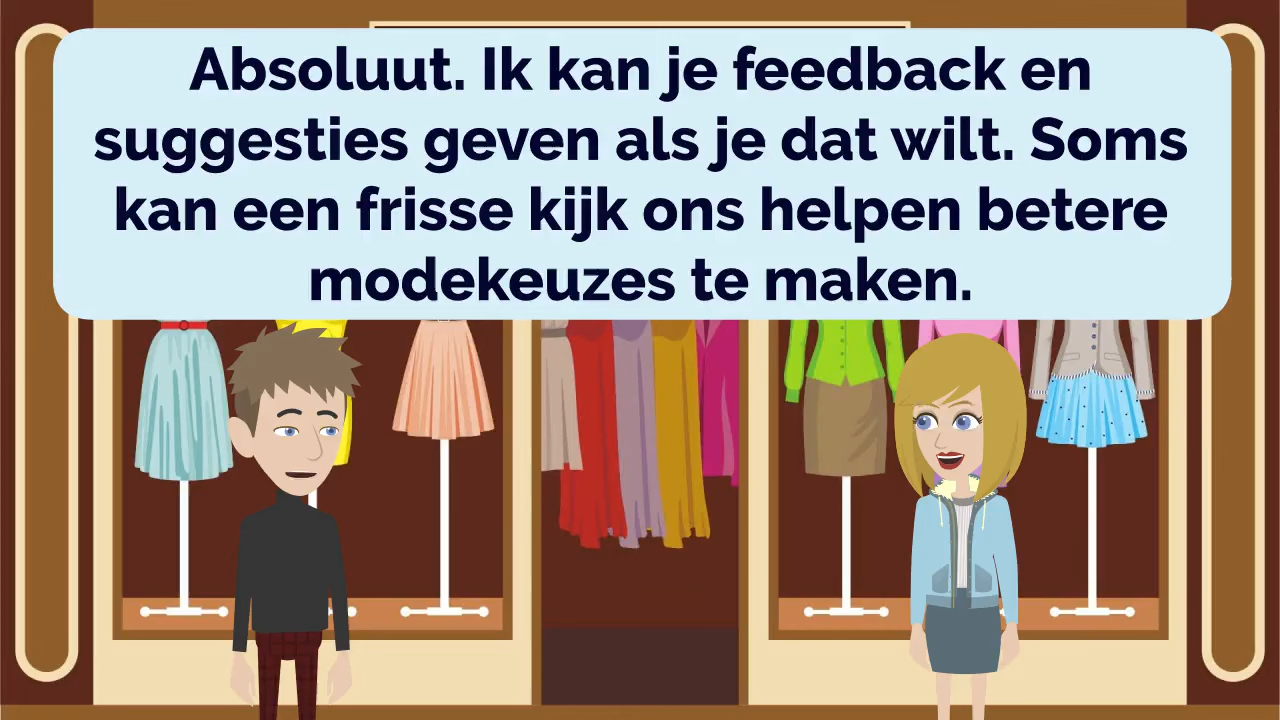 Absoluut. Ik kan je feedback en
suggesties geven als je dat wilt. Soms
kan een frisse kijk ons helpen betere
modekeuzes te maken.